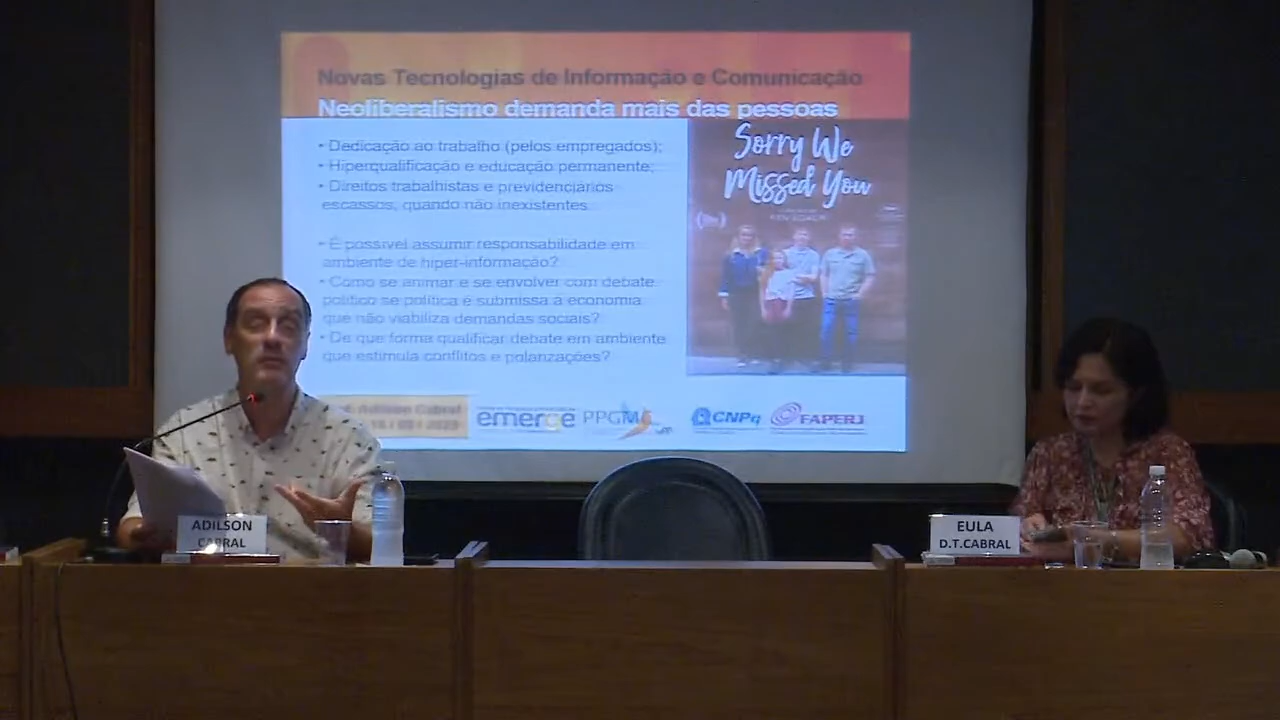 Novas Tecnologias de Informação e Comunicação
Neoliberalismo demanda mais das pessoas
• Dedicação ao trabalho (pelos empregados);
• Hiperqualificação e educação permanente;
• Direitos trabalhistas e previdenciários
escassos, quando não inexistentes.
• É possível assumir responsabilidade em
ambiente de hiper-informação?
• Como se animar e se envolver com debate
político se política é submissa à economia
que não viabiliza demandas sociais?
• De que forma qualificar debate em ambiente
que estimula conflitos e polarizações?
Sorry We
Missed You
Adilson Cabral
emerge
PPGM
CNPq
FAPERJ
ADILSON
CABRAL
EULA
D.T.CABRAL